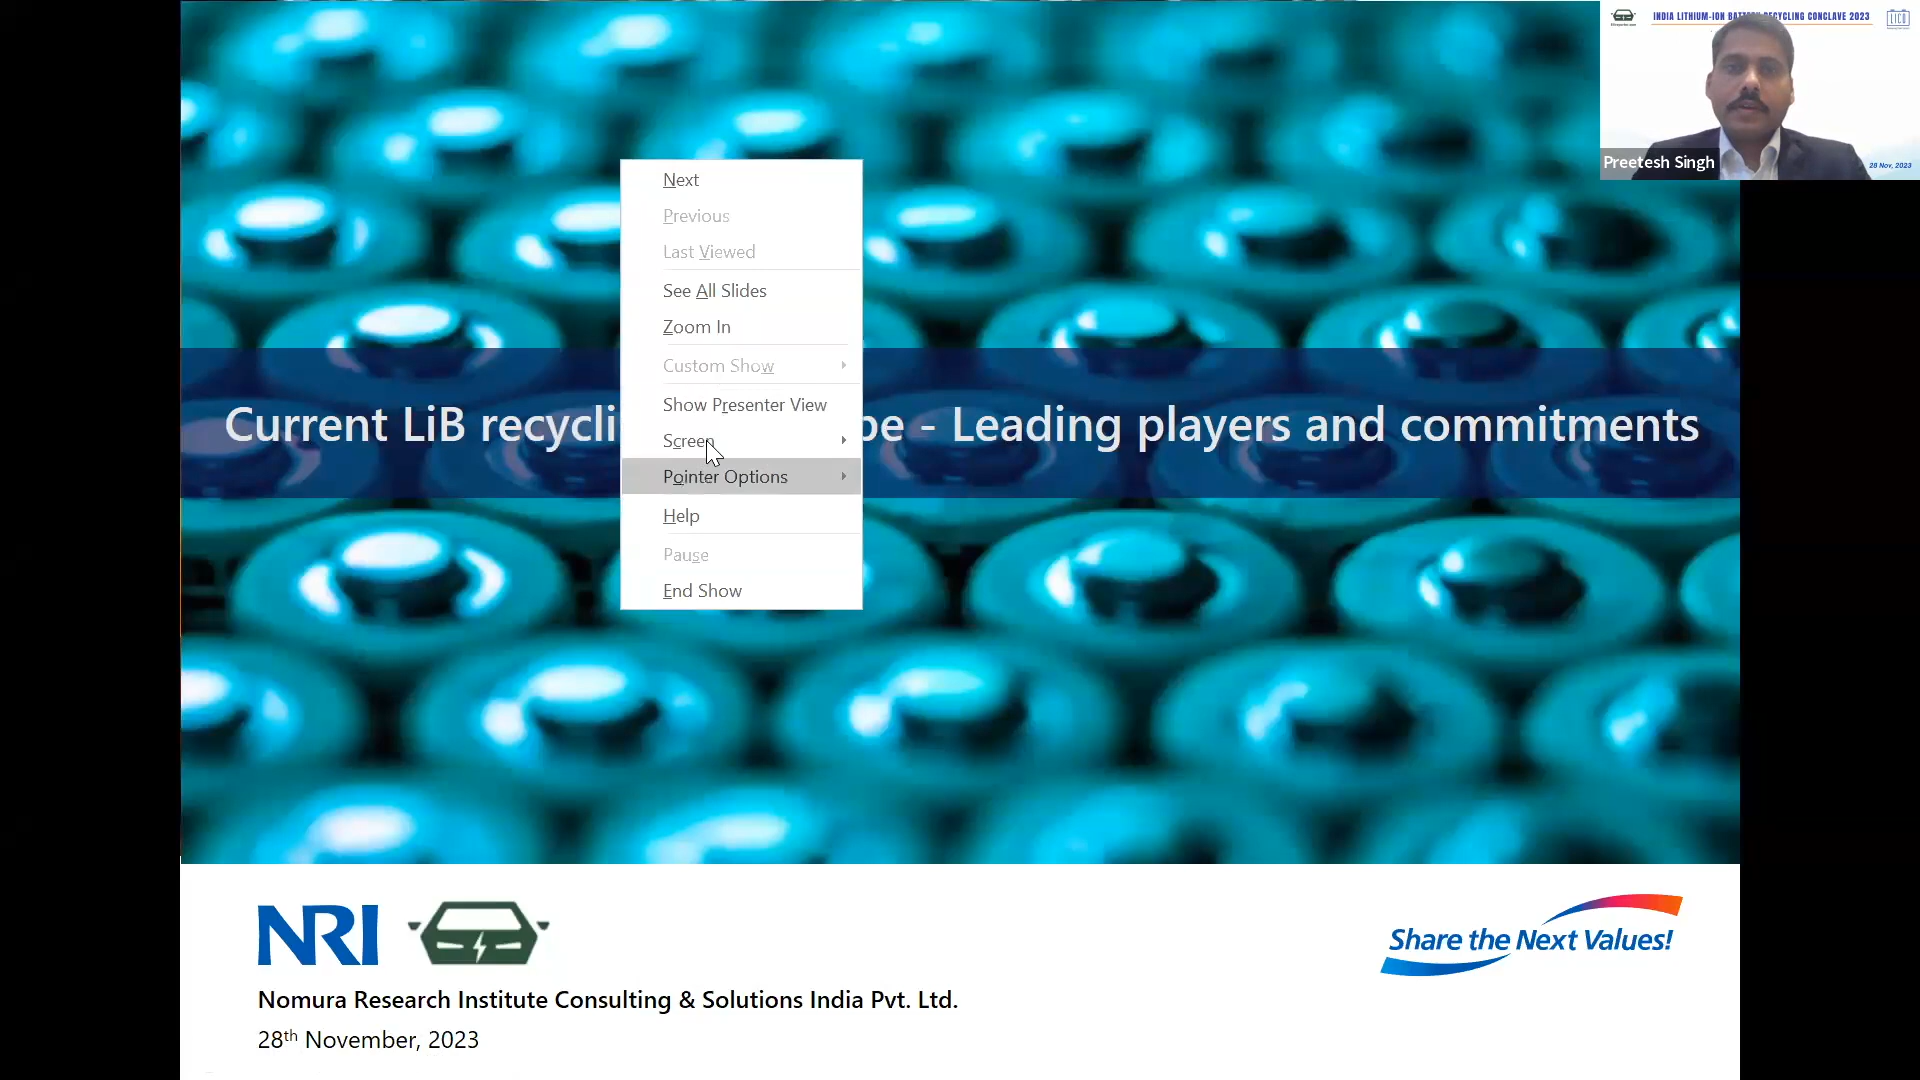 INDIA LITHIUM-ION BATTERY RECYCLING CONCLAVE 2023
LICO
Preetesh Singh
28 Nov, 2023
Next
Previous
Last Viewed
See All Slides
Zoom In
Custom Show
Show Presenter View
Screen
Pointer Options
Help
Pause
End Show
Current LiB recycli pe - Leading players and commitments
NRI
Share the Next Values!
Nomura Research Institute Consulting & Solutions India Pvt. Ltd.
28th November, 2023